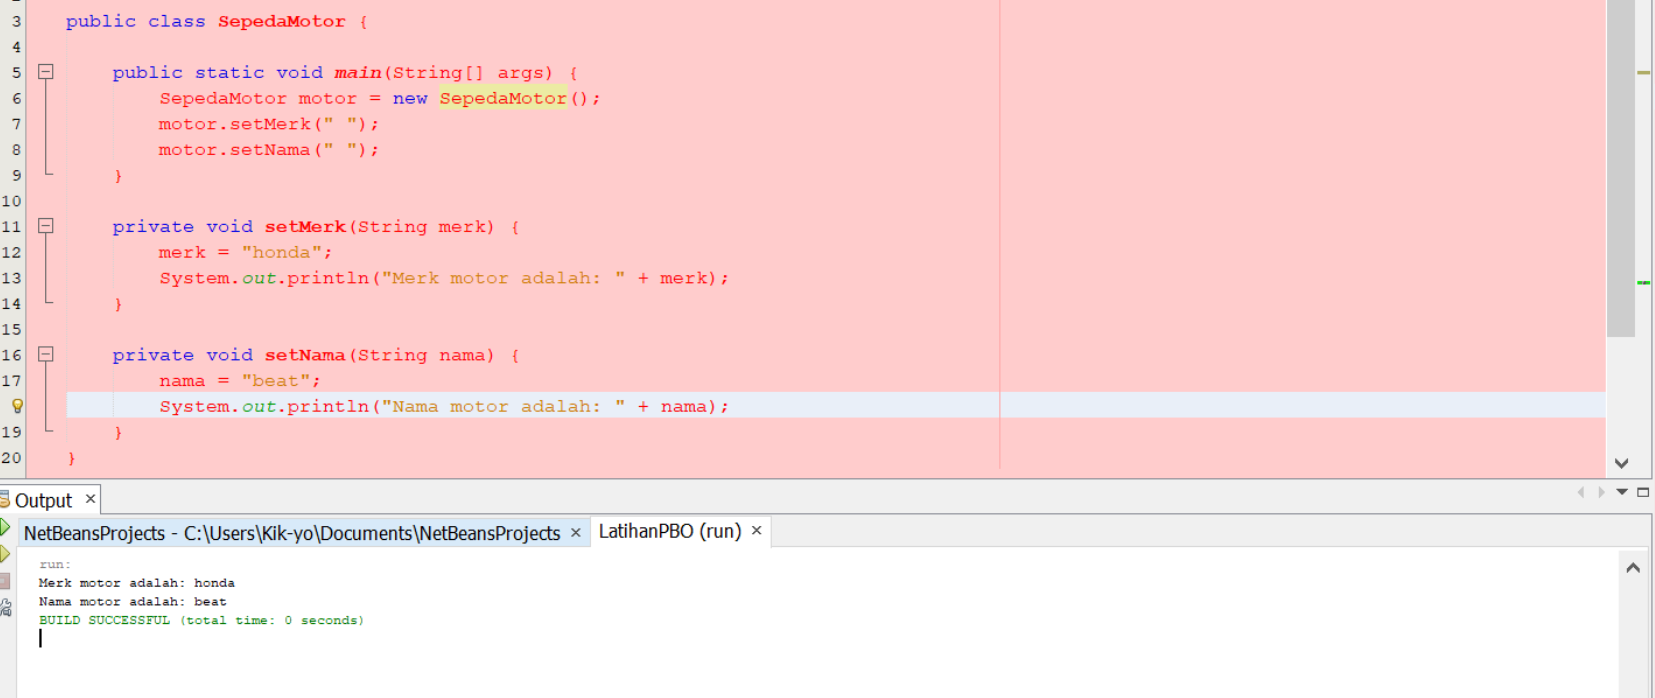 3 public class SepedaMotor {
4
5 public static void main(String[] args) {
6 SepedaMotor motor = new SepedaMotor();
7 motor.setMerk(" ");
8 motor.setNama(" ");
9 }
10
11 private void setMerk(String merk) {
12 merk = "honda";
13 System.out.println("Merk motor adalah: " + merk);
14 }
15
16 private void setNama(String nama) {
17 nama = "beat";
System.out.println("Nama motor adalah: " + nama);
19 }
20 }
Output ×
NetBeansProjects - C:\Users\Kik-yo\Documents\NetBeansProjects × LatihanPBO (run) ×
run:
Merk motor adalah: honda
Nama motor adalah: beat
BUILD SUCCESSFUL (total time: 0 seconds)